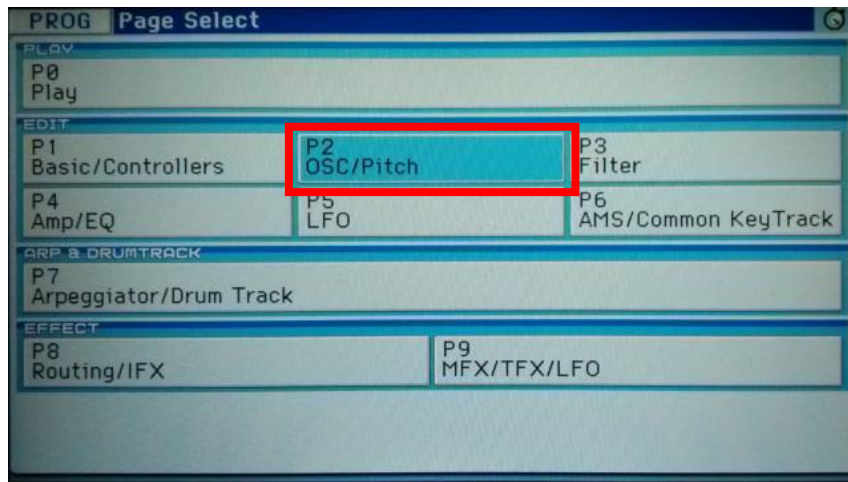 PROG Page Select
PLAY
P0
Play
EDIT
P1
Basic/Controllers
P2
OSC/Pitch
P3
Filter
P4
Amp/EQ
P5
LFO
P6
AMS/Common KeyTrack
ARP & DRUMTRACK
P7
Arpeggiator/Drum Track
EFFECT
P8
Routing/IFX
P9
MFX/TFX/LFO